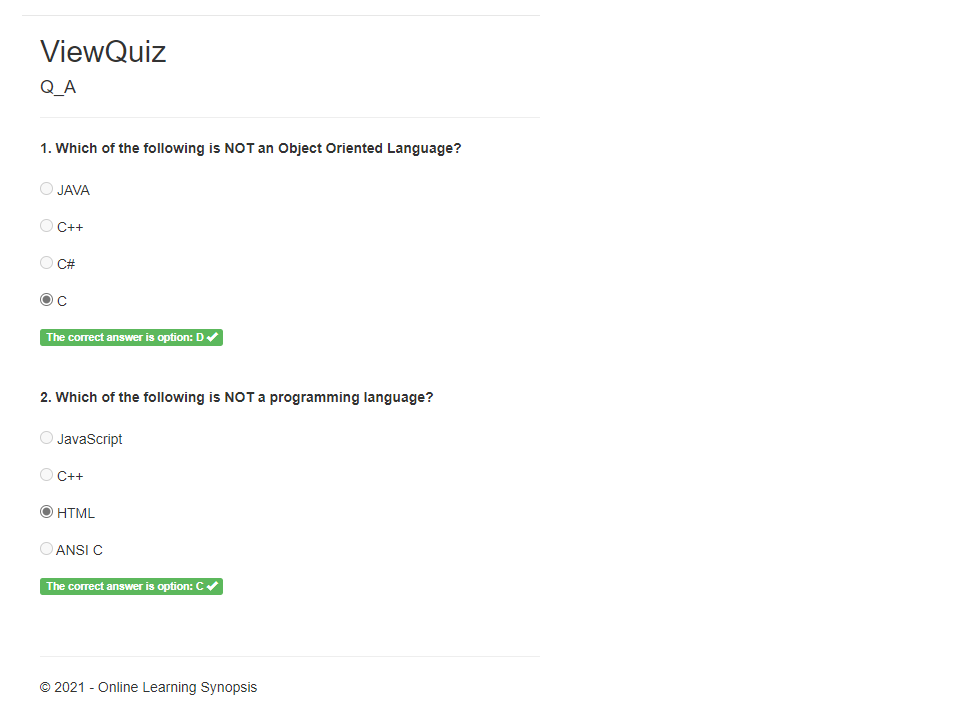 ViewQuiz
Q_A
1. Which of the following is NOT an Object Oriented Language?
JAVA
C++
C#
C
The correct answer is option: D
2. Which of the following is NOT a programming language?
JavaScript
C++
HTML
ANSI C
The correct answer is option: C
© 2021 - Online Learning Synopsis